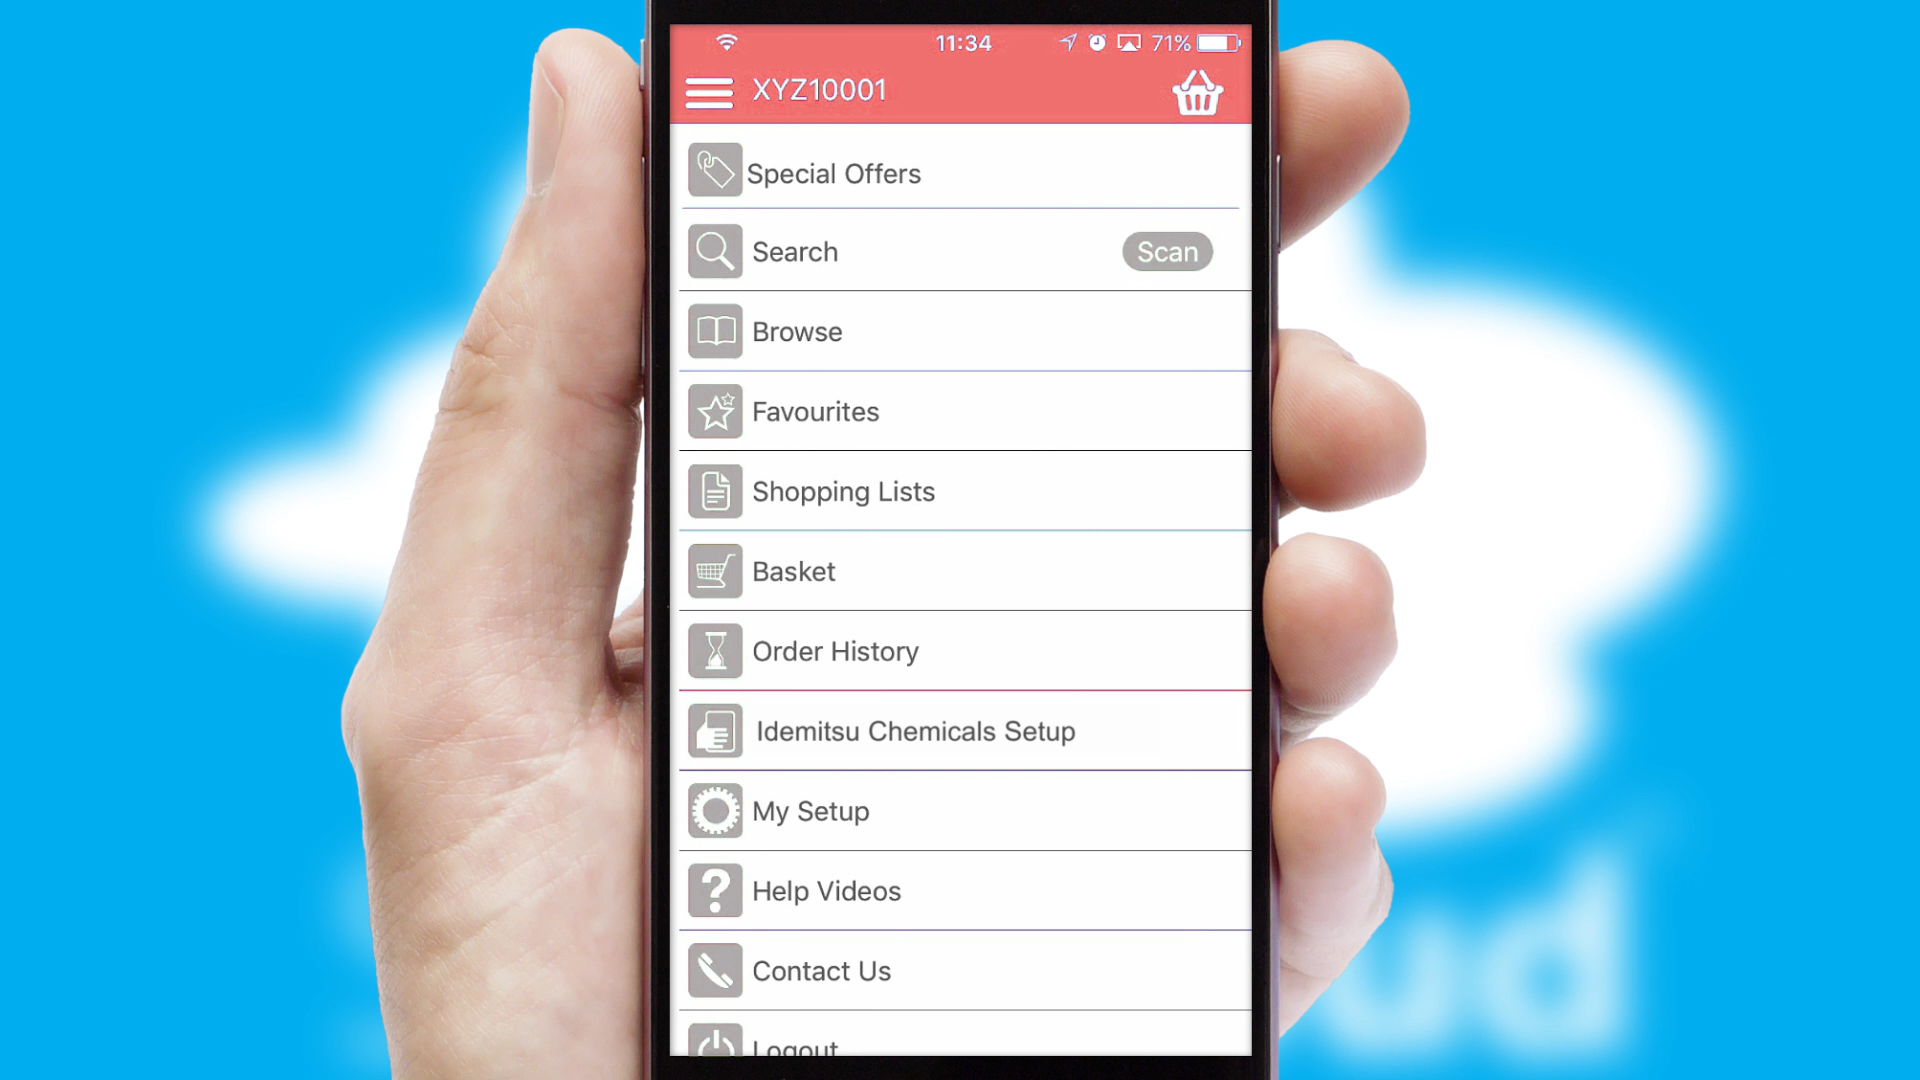 11:34
71%
XYZ10001
Special Offers
Search
Scan
Browse
Favourites
Shopping Lists
Basket
Order History
Idemitsu Chemicals Setup
My Setup
Help Videos
Contact Us
Logout